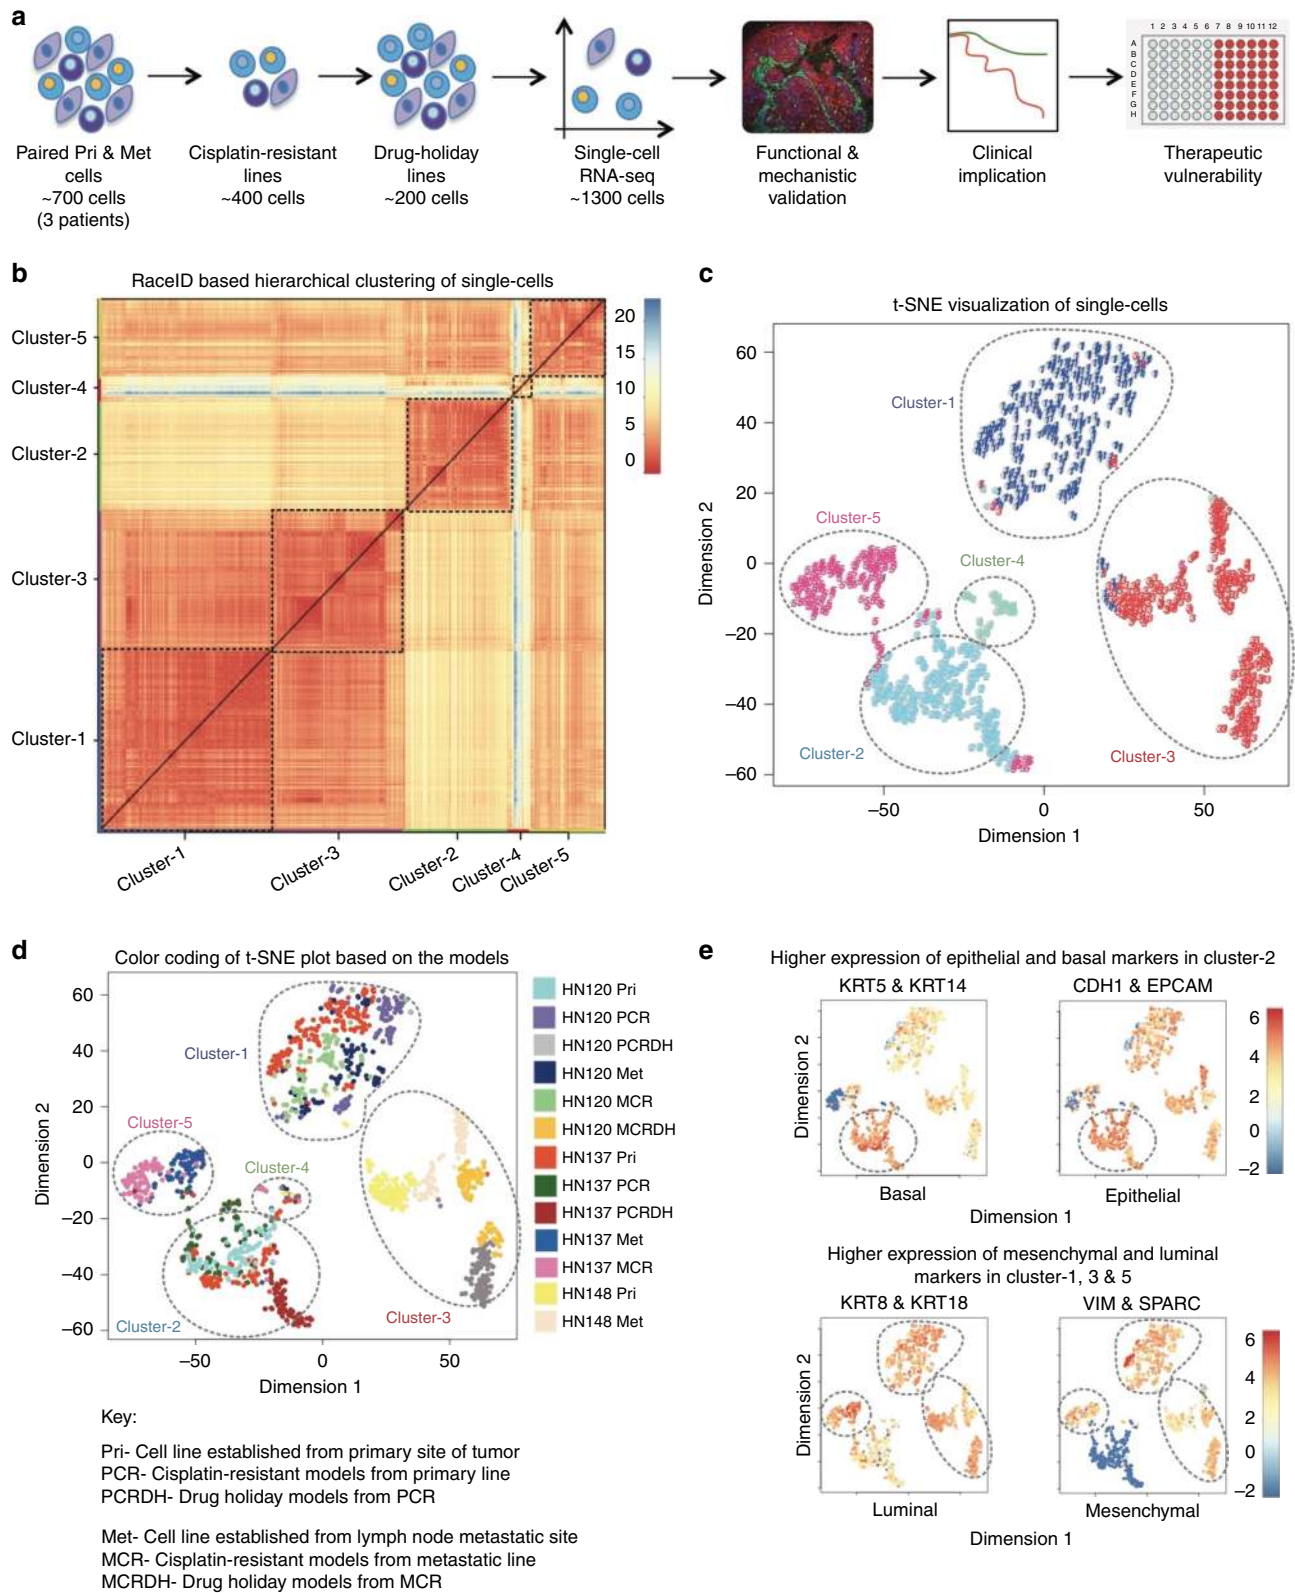 a
Paired Pri & Met
cells
~700 cells
(3 patients)
Cisplatin-resistant
lines
~400 cells
Drug-holiday
lines
~200 cells
Single-cell
RNA-seq
~1300 cells
Functional &
mechanistic
validation
Clinical
implication
1 2 3 4 5 6 7 8 9 10 11 12
A
B
C
D
E
F
G
H
Therapeutic
vulnerability
b
RaceID based hierarchical clustering of single-cells
Cluster-5
Cluster-4
Cluster-2
Cluster-3
Cluster-1
20
15
10
5
0
Cluster-1
Cluster-3
Cluster-2
Cluster-4
Cluster-5
c
t-SNE visualization of single-cells
Dimension 2
60
40
20
0
−20
−40
−60
Cluster-1
Cluster-5
Cluster-4
Cluster-2
Cluster-3
−50
0
50
Dimension 1
d
Color coding of t-SNE plot based on the models
Dimension 2
60
40
20
0
−20
−40
−60
Cluster-1
Cluster-5
Cluster-4
Cluster-2
Cluster-3
−50
0
50
Dimension 1
HN120 Pri
HN120 PCR
HN120 PCRDH
HN120 Met
HN120 MCR
HN120 MCRDH
HN137 Pri
HN137 PCR
HN137 PCRDH
HN137 Met
HN137 MCR
HN148 Pri
HN148 Met
Key:
Pri- Cell line established from primary site of tumor
PCR- Cisplatin-resistant models from primary line
PCRDH- Drug holiday models from PCR
Met- Cell line established from lymph node metastatic site
MCR- Cisplatin-resistant models from metastatic line
MCRDH- Drug holiday models from MCR
e
Higher expression of epithelial and basal markers in cluster-2
KRT5 & KRT14
CDH1 & EPCAM
Dimension 2
6
4
2
0
−2
Basal
Epithelial
Dimension 1
Higher expression of mesenchymal and luminal
markers in cluster-1, 3 & 5
KRT8 & KRT18
VIM & SPARC
Dimension 2
6
4
2
0
−2
Luminal
Mesenchymal
Dimension 1